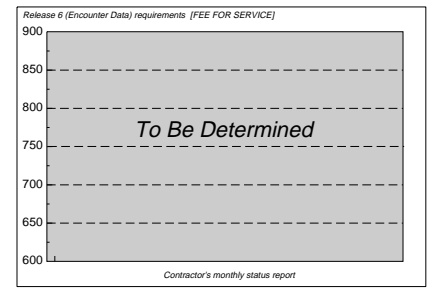 Release 6 (Encounter Data) requirements [FEE FOR SERVICE]
900
850
800
To Be Determined
750
700
650
600
Contractor's monthly status report